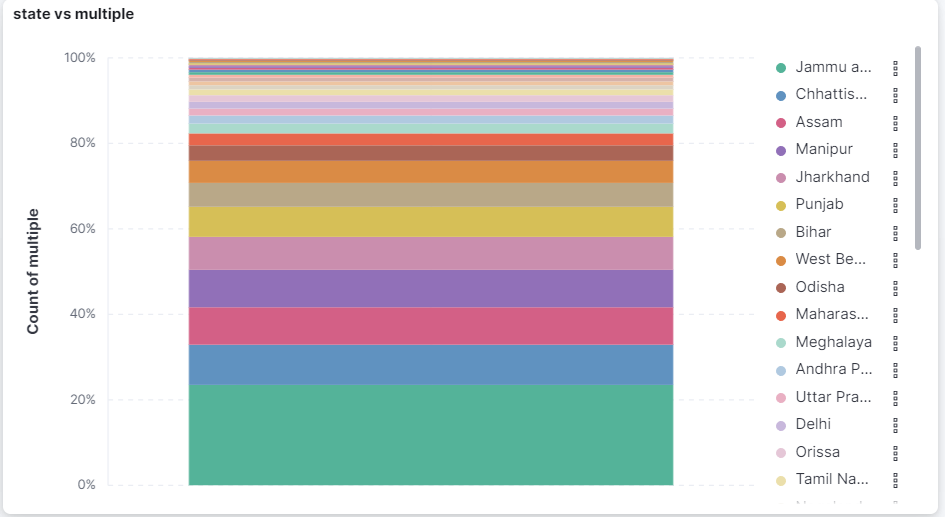 state vs multiple
100%
80%
60%
40%
20%
0%
Count of multiple
Jammu a...
Chhattis...
Assam
Manipur
Jharkhand
Punjab
Bihar
West Be...
Odisha
Maharas...
Meghalaya
Andhra P...
Uttar Pra...
Delhi
Orissa
Tamil Na...